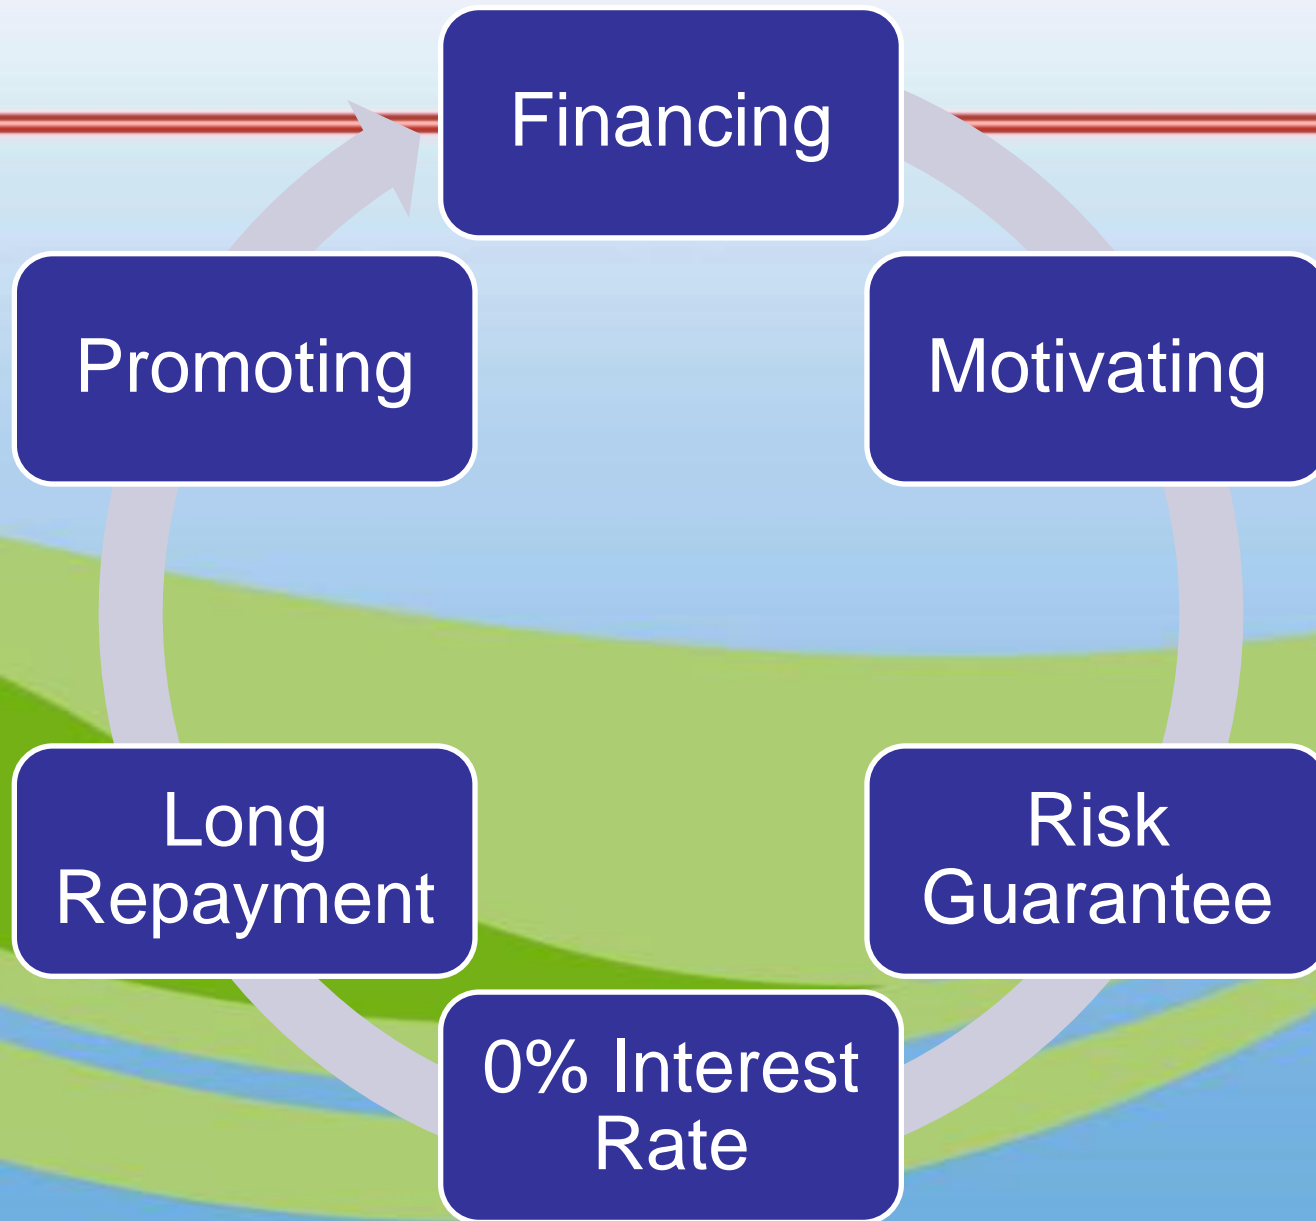 Financing
Motivating
Risk
Guarantee
0% Interest
Rate
Long
Repayment
Promoting